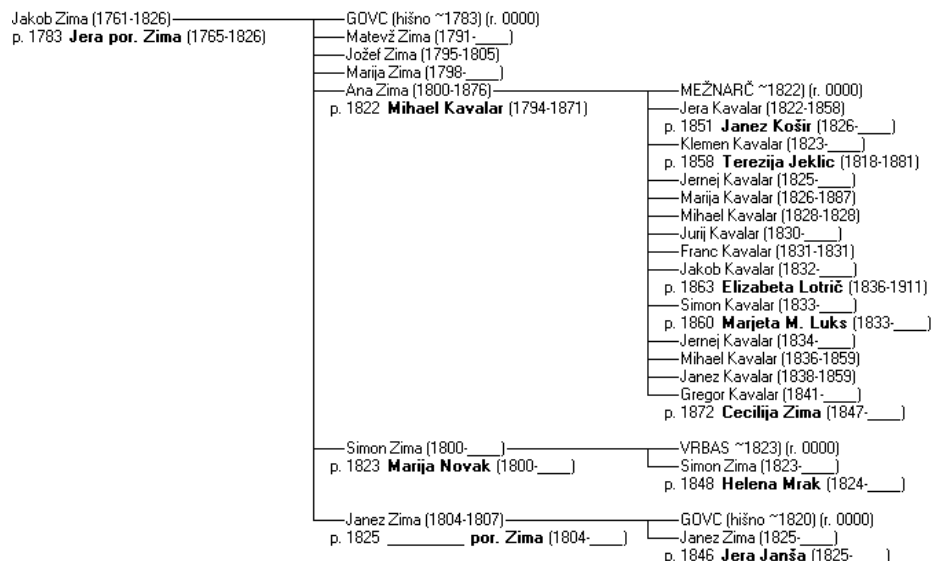 Jakob Zima (1761-1826)
p. 1783 Jera por. Zima (1765-1826)
GOVC (hišno ~1783) (r. 0000)
Matevž Zima (1791-____)
Jožef Zima (1795-1805)
Marija Zima (1798-____)
Ana Zima (1800-1876)
p. 1822 Mihael Kavalar (1794-1871)
MEŽNARČ ~1822) (r. 0000)
Jera Kavalar (1822-1858)
p. 1851 Janez Košir (1826-____)
Klemen Kavalar (1823-____)
p. 1858 Terezija Jeklic (1818-1881)
Jernej Kavalar (1825-____)
Marija Kavalar (1826-1887)
Mihael Kavalar (1828-1828)
Jurij Kavalar (1830-____)
Franc Kavalar (1831-1831)
Jakob Kavalar (1832-____)
p. 1863 Elizabeta Lotrič (1836-1911)
Simon Kavalar (1833-____)
p. 1860 Marjeta M. Luks (1833-____)
Jernej Kavalar (1834-____)
Mihael Kavalar (1836-1859)
Janez Kavalar (1838-1859)
Gregor Kavalar (1841-____)
p. 1872 Cecilija Zima (1847-____)
Simon Zima (1800-____)
p. 1823 Marija Novak (1800-____)
VRBAS ~1823) (r. 0000)
Simon Zima (1823-____)
p. 1848 Helena Mrak (1824-____)
Janez Zima (1804-1807)
p. 1825 _________ por. Zima (1804-____)
GOVC (hišno ~1820) (r. 0000)
Janez Zima (1825-____)
p. 1846 Jera Janša (1825-____)